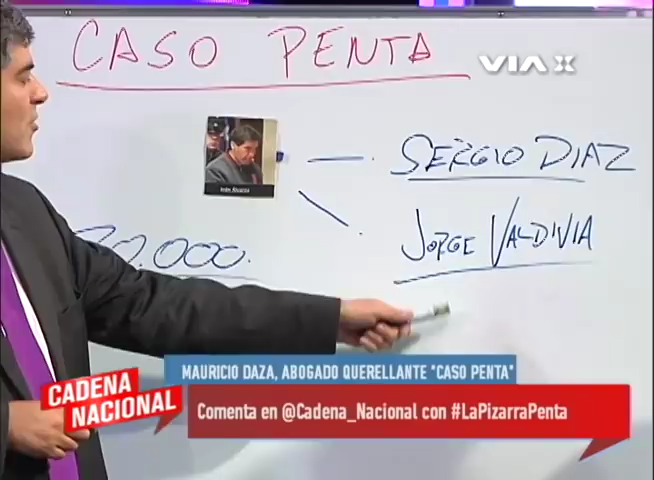 CASO PENTA
VIA X
SERGIO DIAZ
JORGE VALDIVIA
70.000
MAURICIO DAZA, ABOGADO QUERELLANTE "CASO PENTA"
CADENA
NACIONAL
Comenta en @Cadena_Nacional con #LaPizarraPenta